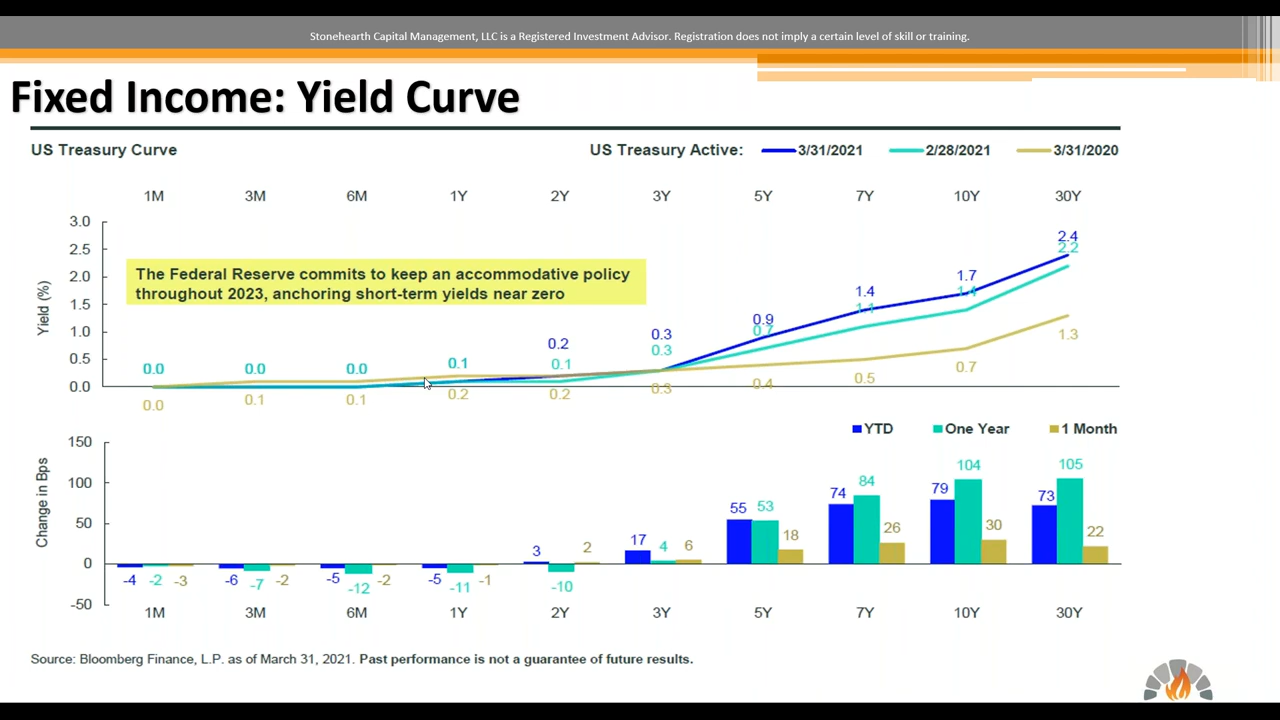 Stonehearth Capital Management, LLC is a Registered Investment Advisor. Registration does not imply a certain level of skill or training.
Fixed Income: Yield Curve
US Treasury Curve
US Treasury Active: 3/31/2021 2/28/2021 3/31/2020
1M 3M 6M 1Y 2Y 3Y 5Y 7Y 10Y 30Y
Yield (%)
3.0
2.5
2.0
1.5
1.0
0.5
0.0
The Federal Reserve commits to keep an accommodative policy
throughout 2023, anchoring short-term yields near zero
0.2 0.3 0.9 1.4 1.7 2.4
0.0 0.0 0.0 0.1 0.1 0.3 0.7 1.1 1.4 2.2
0.0 0.1 0.1 0.2 0.2 0.3 0.4 0.5 0.7 1.3
YTD One Year 1 Month
Change in Bps
150
100
50
0
-50
-4 -2 -3 -6 -7 -2 -5 -12 -2 -5 -11 -1 3 -10 2 17 4 6 55 53 18 74 84 26 79 104 30 73 105 22
1M 3M 6M 1Y 2Y 3Y 5Y 7Y 10Y 30Y
Source: Bloomberg Finance, L.P. as of March 31, 2021. Past performance is not a guarantee of future results.